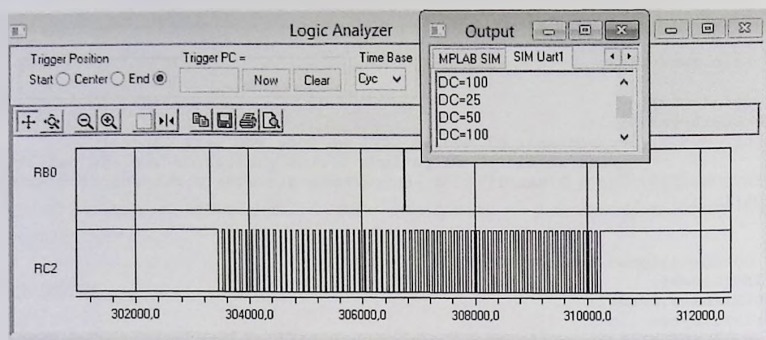 Logic Analyzer
Output
Trigger Position
Start Center End
Trigger PC =
Now
Clear
Time Base
Cyc
MPLAB SIM
SIM Uart1
DC=100
DC=25
DC=50
DC=100
RB0
RC2
302000,0 304000,0 306000,0 308000,0 310000,0 312000,0